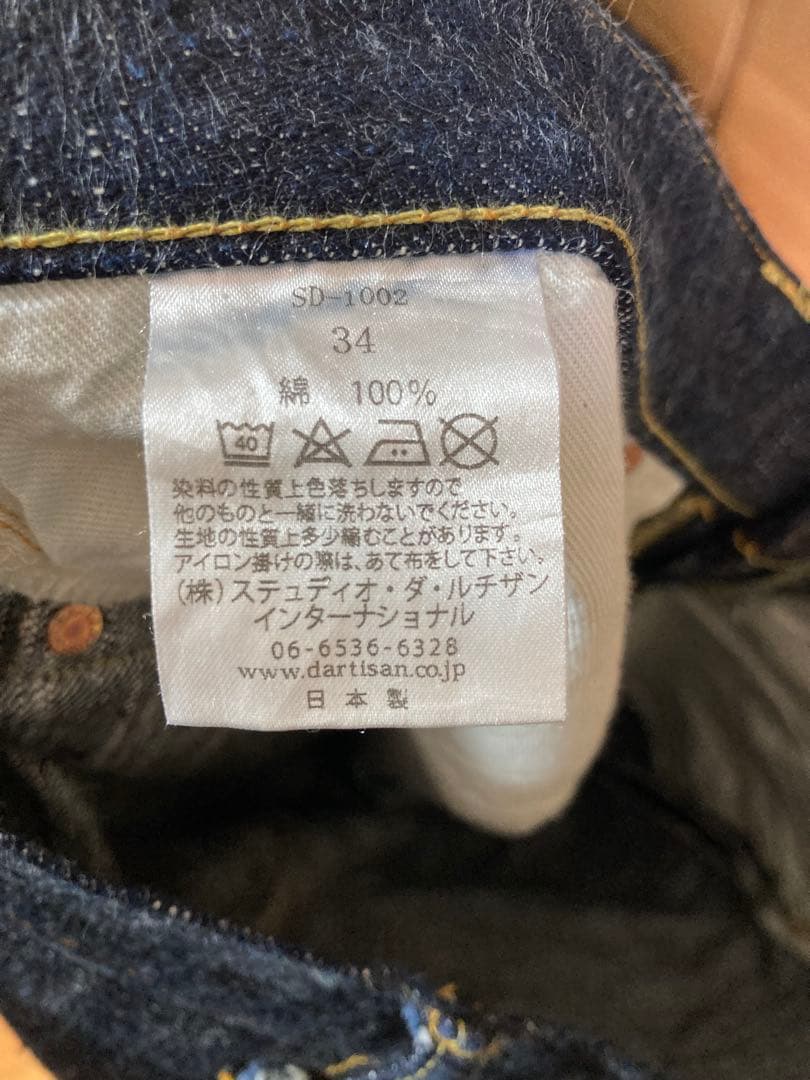 SD-1002
34
綿 100%
40
染料の性質上色落ちしますので
他のものと一緒に洗わないでください。
生地の性質上多少縮むことがあります。
アイロン掛けの際は、あて布をして下さい。
(株)ステュディオ・ダ・ルチザン
インターナショナル
06-6536-6328
www.dartisan.co.jp
日本製